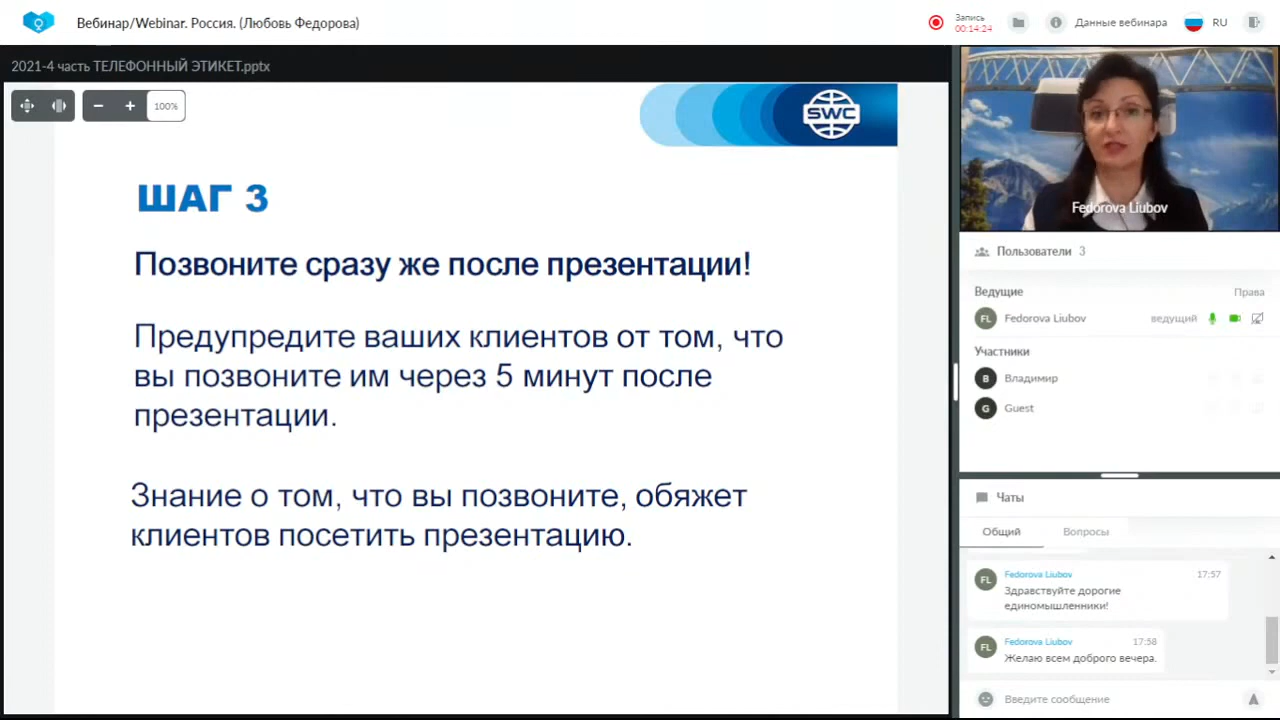 Вебинар/Webinar. Россия. (Любовь Федорова)
Запись
00:14:24
Данные вебинара
RU
2021-4 часть ТЕЛЕФОННЫЙ ЭТИКЕТ.pptx
100%
SWC
ШАГ 3
Позвоните сразу же после презентации!
Предупредите ваших клиентов от том, что
вы позвоните им через 5 минут после
презентации.
Знание о том, что вы позвоните, обяжет
клиентов посетить презентацию.
Fedorova Liubov
Пользователи 3
Ведущие Права
FL Fedorova Liubov ведущий
Участники
В Владимир
G Guest
Чаты
Общий Вопросы
FL Fedorova Liubov 17:57
Здравствуйте дорогие
единомышленники!
FL Fedorova Liubov 17:58
Желаю всем доброго вечера.
Введите сообщение